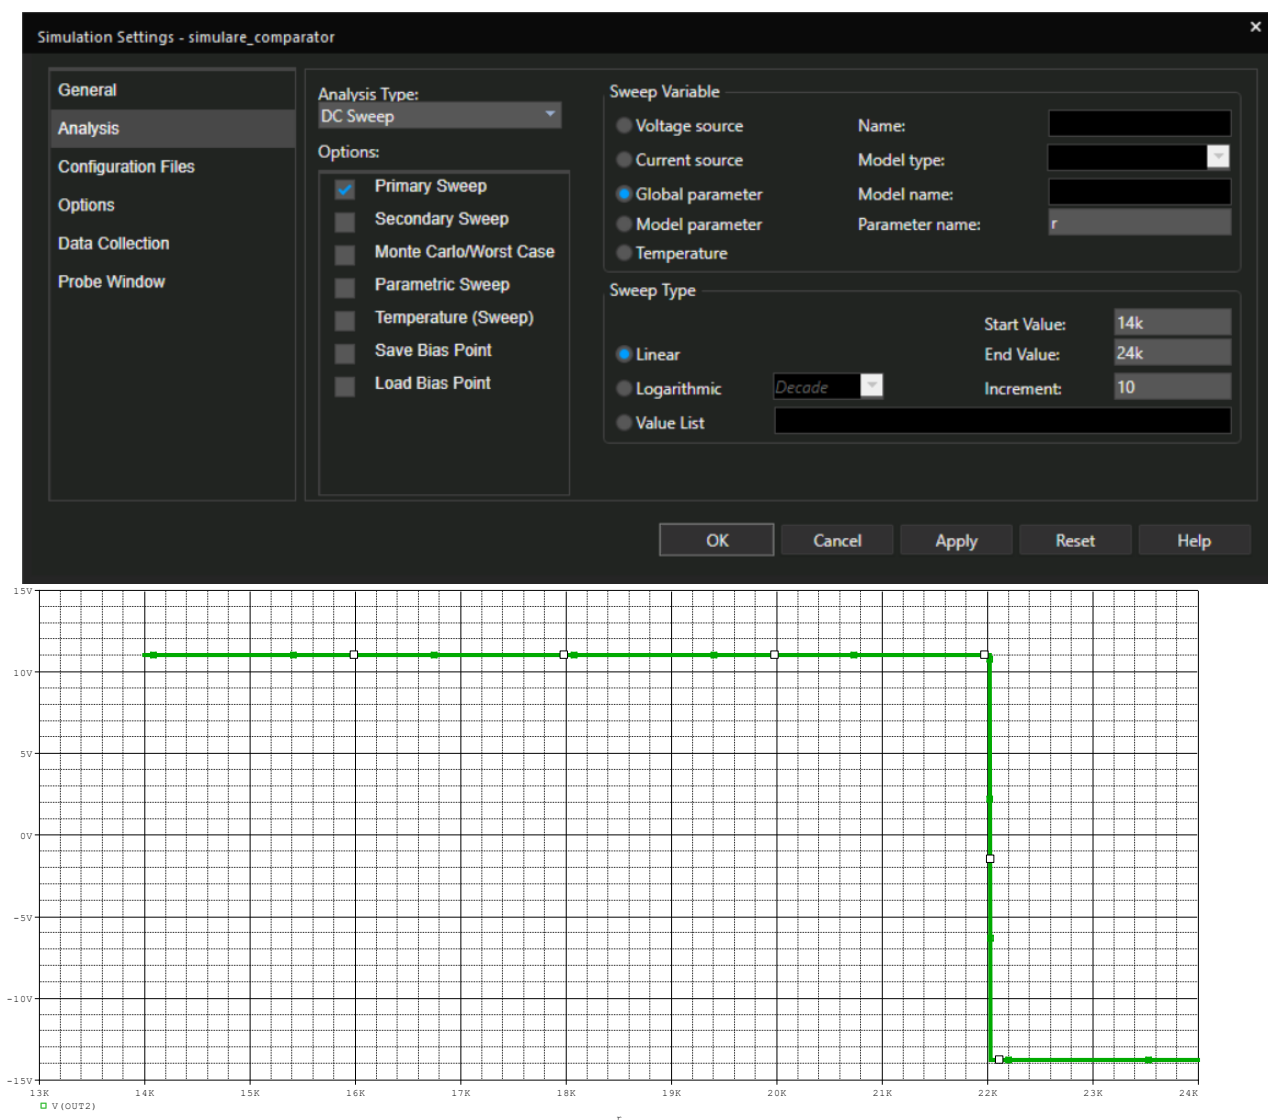 Simulation Settings - simulare_comparator
×
General
Analysis
Configuration Files
Options
Data Collection
Probe Window
Analysis Type:
DC Sweep
Options:
Primary Sweep
Secondary Sweep
Monte Carlo/Worst Case
Parametric Sweep
Temperature (Sweep)
Save Bias Point
Load Bias Point
Sweep Variable
Voltage source
Name:
Current source
Model type:
Global parameter
Model name:
Model parameter
Parameter name: r
Temperature
Sweep Type
Start Value: 14k
Linear
End Value: 24k
Logarithmic
Decade
Increment: 10
Value List
OK
Cancel
Apply
Reset
Help
15V
10V
5V
0V
-5V
-10V
-15V
13K 14K 15K 16K 17K 18K 19K 20K 21K 22K 23K 24K
V(OUT2)
r